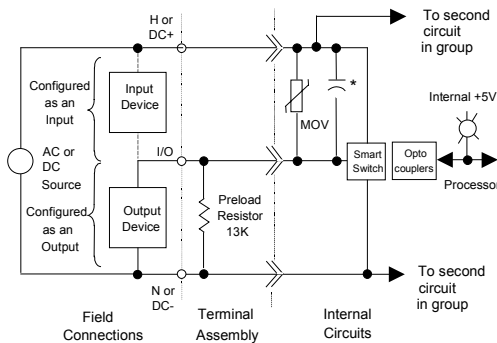 H or
DC+
To second
circuit
in group
Configured
as an
Input
Input
Device
*
MOV
Internal +5V
AC or
DC
Source
I/O
Smart
Switch
Opto
couplers
Processor
Configured
as an
Output
Output
Device
Preload
Resistor
13K
N or
DC-
To second
circuit
in group
Field
Connections
Terminal
Assembly
Internal
Circuits